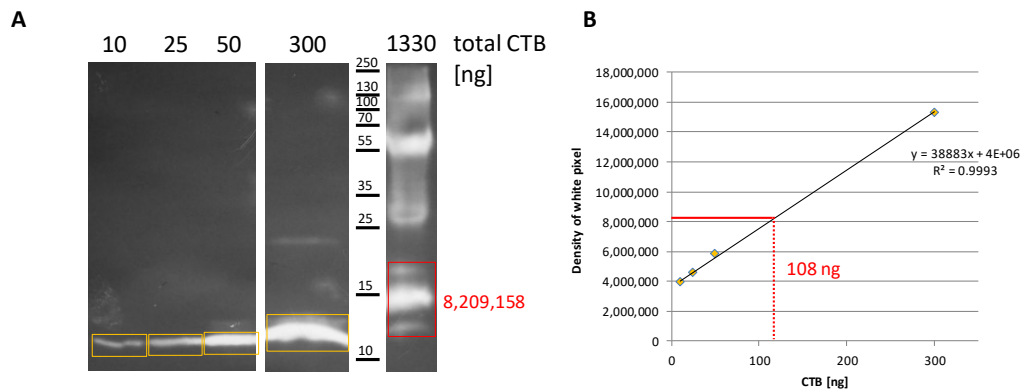 A
10 25 50 300 1330 total CTB
[ng]
250
130
100
70
55
35
25
15
10
8,209,158
B
18,000,000
16,000,000
14,000,000
12,000,000
10,000,000
8,000,000
6,000,000
4,000,000
2,000,000
0
Density of white pixel
y = 38883x + 4E+06
R² = 0.9993
108 ng
0 100 200 300
CTB [ng]